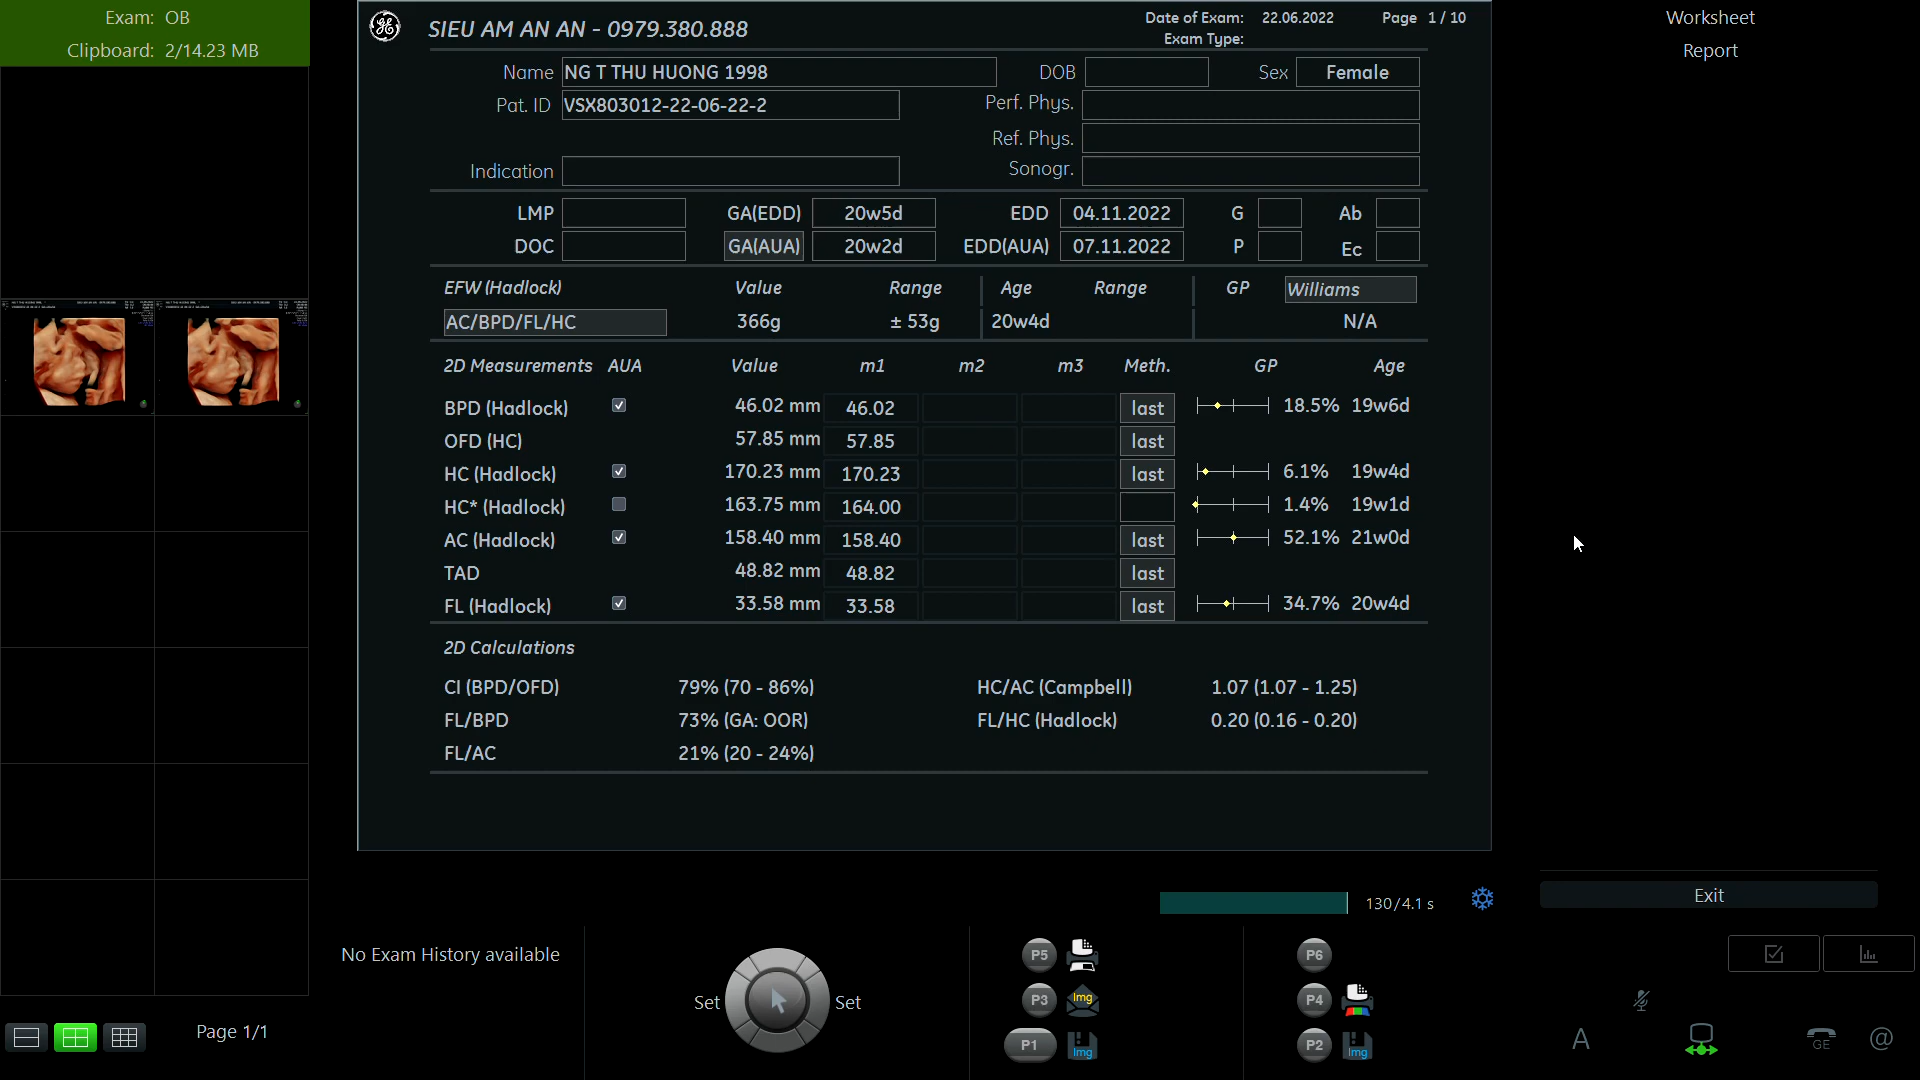 Exam: OB
Clipboard: 2/14.23 MB
SIEU AM AN AN - 0979.380.888
Date of Exam: 22.06.2022 Page 1 / 10
Exam Type:
Name NG T THU HUONG 1998 DOB Sex Female
Pat. ID VSX803012-22-06-22-2 Perf. Phys.
Ref. Phys.
Indication Sonogr.
LMP GA(EDD) 20w5d EDD 04.11.2022 G Ab
DOC GA(AUA) 20w2d EDD(AUA) 07.11.2022 P Ec
EFW (Hadlock) Value Range Age Range GP Williams
AC/BPD/FL/HC 366g ± 53g 20w4d N/A
2D Measurements AUA Value m1 m2 m3 Meth. GP Age
BPD (Hadlock) 46.02 mm 46.02 last 18.5% 19w6d
OFD (HC) 57.85 mm 57.85 last
HC (Hadlock) 170.23 mm 170.23 last 6.1% 19w4d
HC* (Hadlock) 163.75 mm 164.00 1.4% 19w1d
AC (Hadlock) 158.40 mm 158.40 last 52.1% 21w0d
TAD 48.82 mm 48.82 last
FL (Hadlock) 33.58 mm 33.58 last 34.7% 20w4d
2D Calculations
CI (BPD/OFD) 79% (70 - 86%) HC/AC (Campbell) 1.07 (1.07 - 1.25)
FL/BPD 73% (GA: OOR) FL/HC (Hadlock) 0.20 (0.16 - 0.20)
FL/AC 21% (20 - 24%)
Worksheet
Report
130/4.1 s
Exit
No Exam History available
Set Set
P5 P6
P3 Img P4
P1 Img P2 Img
Page 1/1
A GE @